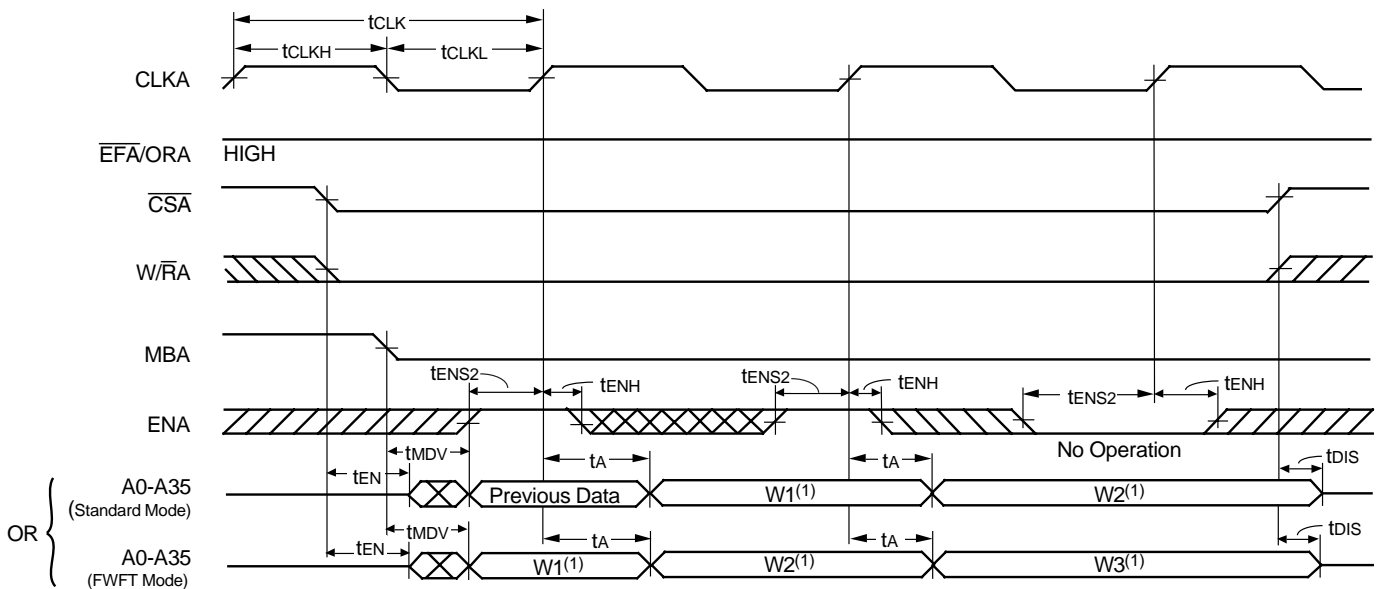 tCLK
tCLKH tCLKL
CLKA
EFA/ORA HIGH
CSA
W/RA
MBA
tENS2 tENH tENS2 tENH tENS2 tENH
ENA
No Operation
tMDV
tEN tA tA tDIS
A0-A35 (Standard Mode) Previous Data W1(1) W2(1)
OR
tMDV
tEN tA tA tDIS
A0-A35 (FWFT Mode) W1(1) W2(1) W3(1)